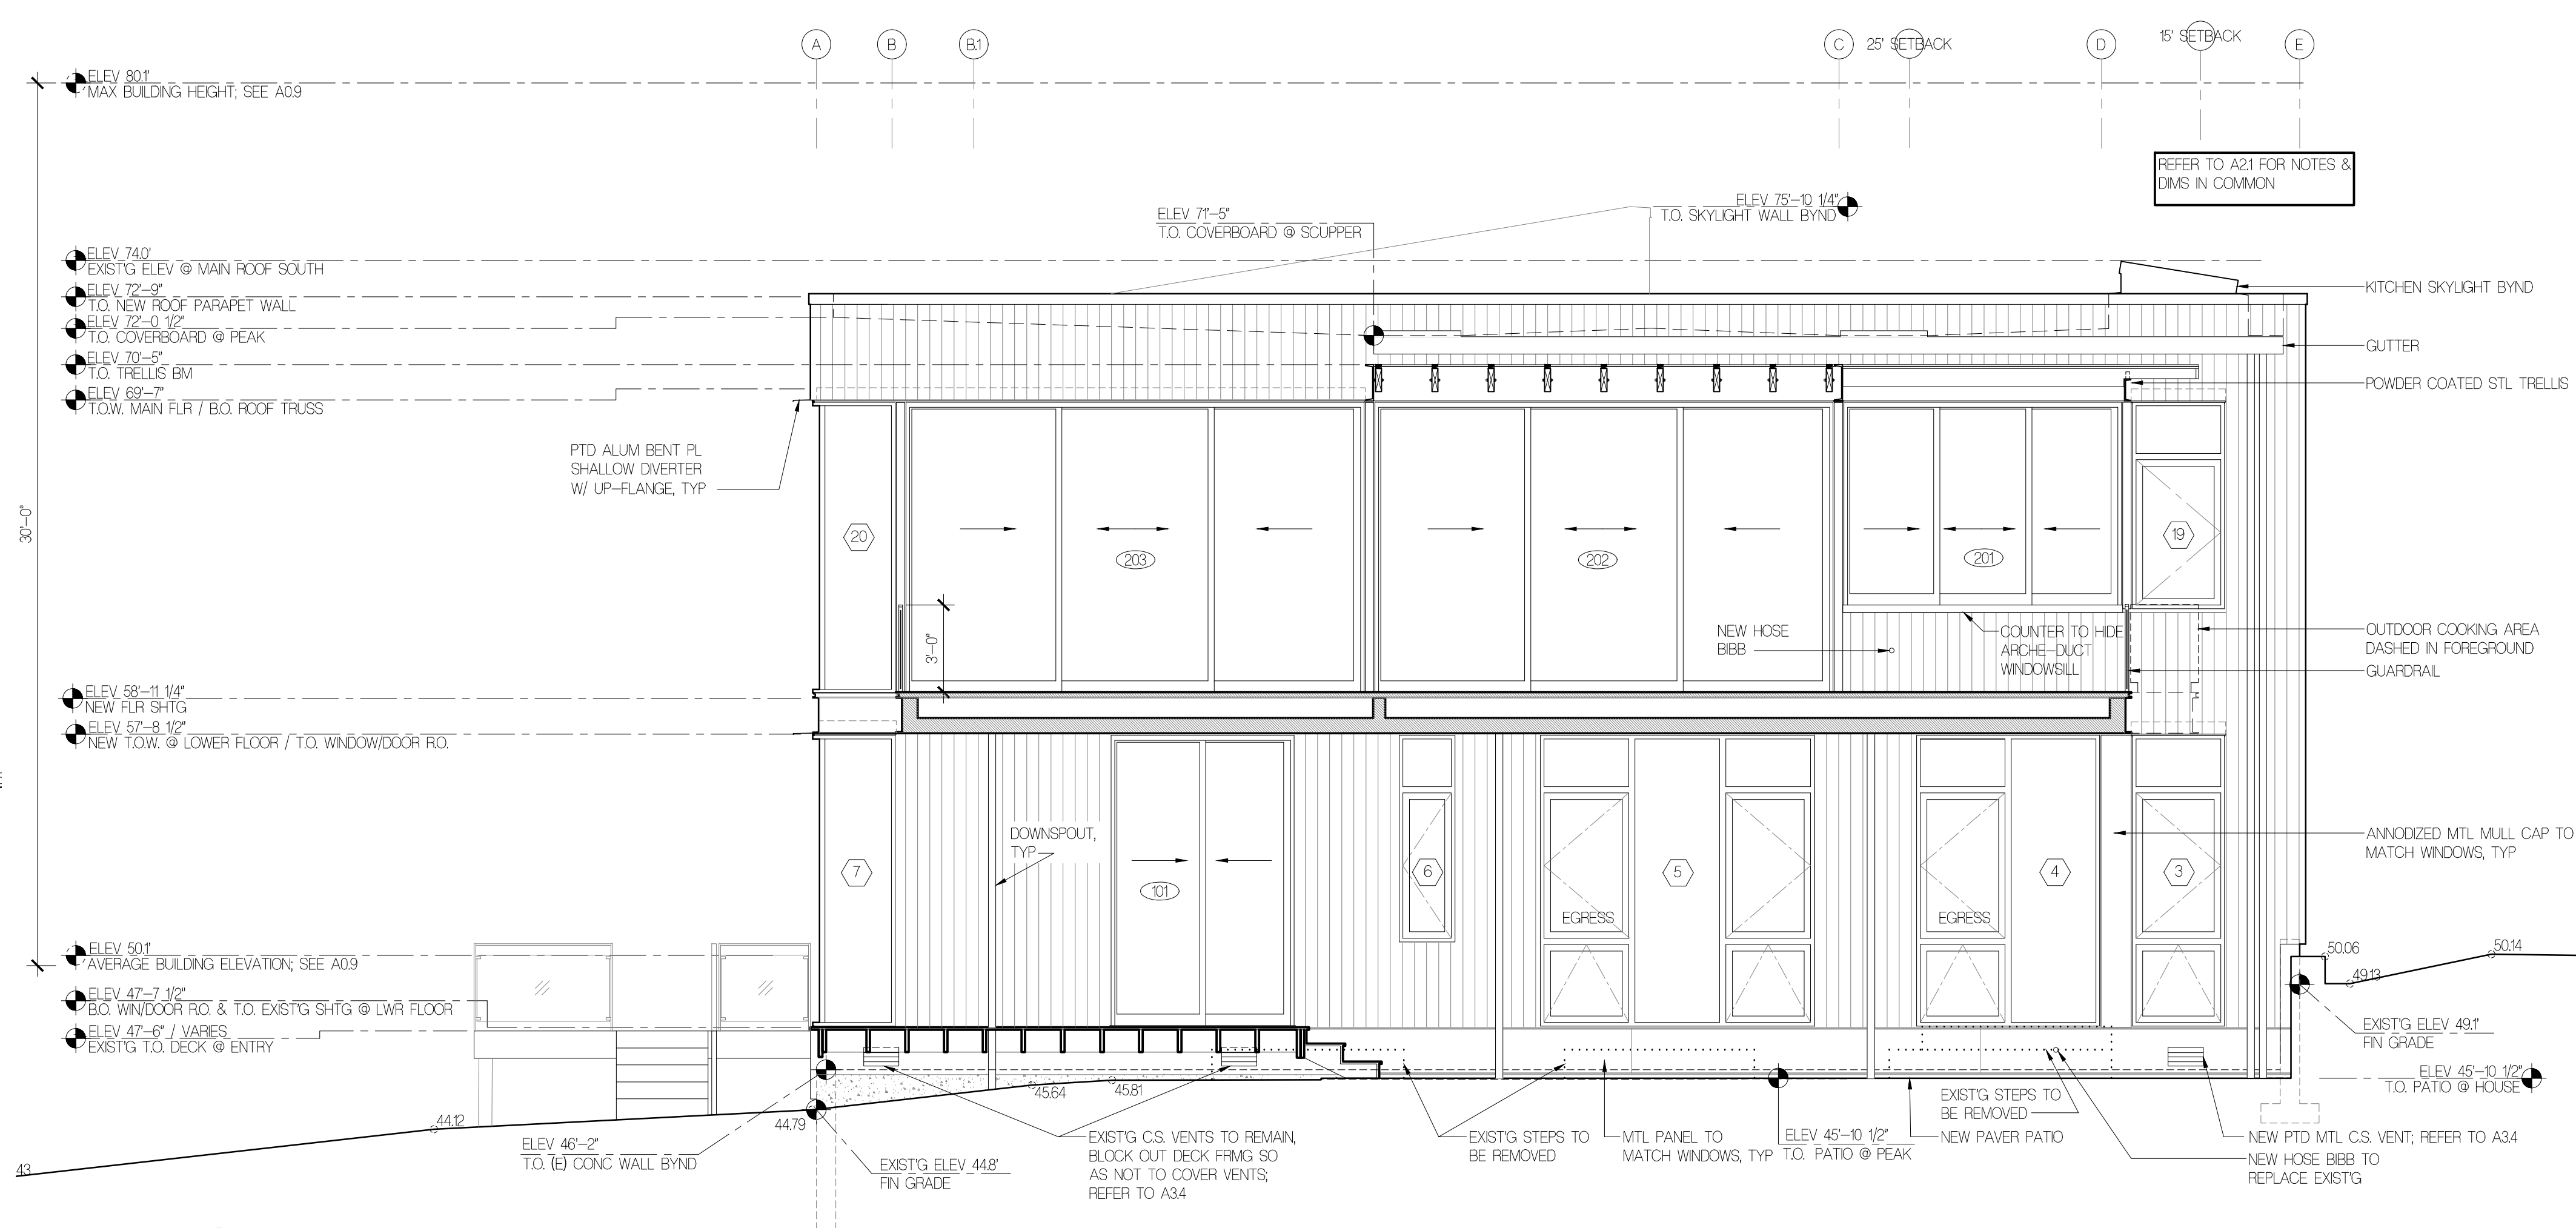 A
B
B.1
C
25' SETBACK
D
15' SETBACK
E
ELEV 80.1'
MAX BUILDING HEIGHT; SEE A0.9
REFER TO A2.1 FOR NOTES &
DIMS IN COMMON
ELEV 71'-5"
T.O. COVERBOARD @ SCUPPER
ELEV 75'-10 1/4"
T.O. SKYLIGHT WALL BYND
ELEV 74.0'
EXIST'G ELEV @ MAIN ROOF SOUTH
ELEV 72'-9"
T.O. NEW ROOF PARAPET WALL
ELEV 72'-0 1/2"
T.O. COVERBOARD @ PEAK
ELEV 70'-5"
T.O. TRELLIS BM
ELEV 69'-7"
T.O.W. MAIN FLR / B.O. ROOF TRUSS
KITCHEN SKYLIGHT BYND
GUTTER
POWDER COATED STL TRELLIS
PTD ALUM BENT PL
SHALLOW DIVERTER
W/ UP-FLANGE, TYP
30'-0"
20
203
202
201
19
3'-0"
NEW HOSE
BIBB
COUNTER TO HIDE
ARCHE-DUCT
WINDOWSILL
OUTDOOR COOKING AREA
DASHED IN FOREGROUND
GUARDRAIL
ELEV 58'-11 1/4"
NEW FLR SHTG
ELEV 57'-8 1/2"
NEW T.O.W. @ LOWER FLOOR / T.O. WINDOW/DOOR R.O.
DOWNSPOUT,
TYP
7
101
6
5
4
3
EGRESS
EGRESS
ANNODIZED MTL MULL CAP TO
MATCH WINDOWS, TYP
ELEV 50.1'
AVERAGE BUILDING ELEVATION; SEE A0.9
ELEV 47'-7 1/2"
B.O. WIN/DOOR R.O. & T.O. EXIST'G SHTG @ LWR FLOOR
ELEV 47'-6" / VARIES
EXIST'G T.O. DECK @ ENTRY
50.06
49.13
50.14
EXIST'G ELEV 49.1'
FIN GRADE
ELEV 45'-10 1/2"
T.O. PATIO @ HOUSE
43
44.12
44.79
45.64
45.81
ELEV 46'-2"
T.O. (E) CONC WALL BYND
EXIST'G ELEV 44.8'
FIN GRADE
EXIST'G C.S. VENTS TO REMAIN,
BLOCK OUT DECK FRMG SO
AS NOT TO COVER VENTS;
REFER TO A3.4
EXIST'G STEPS TO
BE REMOVED
MTL PANEL TO
MATCH WINDOWS, TYP
ELEV 45'-10 1/2"
T.O. PATIO @ PEAK
EXIST'G STEPS TO
BE REMOVED
NEW PAVER PATIO
NEW PTD MTL C.S. VENT; REFER TO A3.4
NEW HOSE BIBB TO
REPLACE EXIST'G